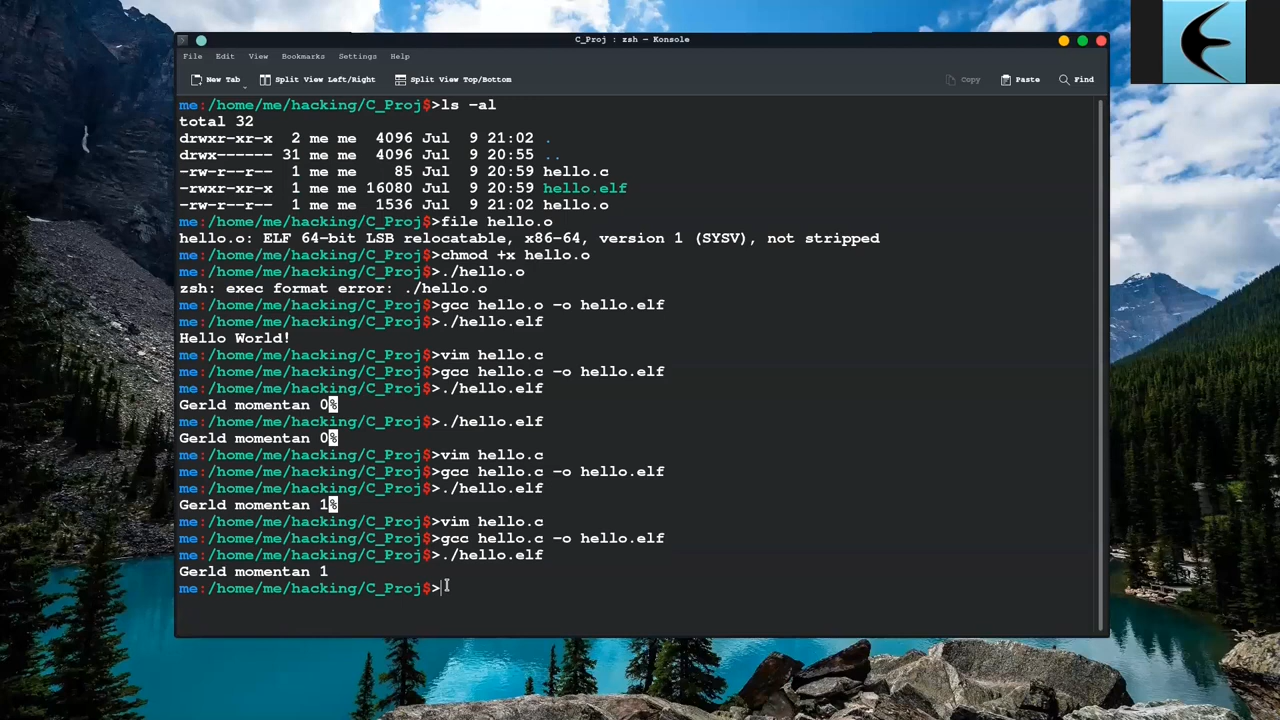 C_Proj : zsh — Konsole
File Edit View Bookmarks Settings Help
New Tab Split View Left/Right Split View Top/Bottom Copy Paste Find
me:/home/me/hacking/C_Proj$>ls -al
total 32
drwxr-xr-x 2 me me 4096 Jul 9 21:02 .
drwx------ 31 me me 4096 Jul 9 20:55 ..
-rw-r--r-- 1 me me 85 Jul 9 20:59 hello.c
-rwxr-xr-x 1 me me 16080 Jul 9 20:59 hello.elf
-rw-r--r-- 1 me me 1536 Jul 9 21:02 hello.o
me:/home/me/hacking/C_Proj$>file hello.o
hello.o: ELF 64-bit LSB relocatable, x86-64, version 1 (SYSV), not stripped
me:/home/me/hacking/C_Proj$>chmod +x hello.o
me:/home/me/hacking/C_Proj$>./hello.o
zsh: exec format error: ./hello.o
me:/home/me/hacking/C_Proj$>gcc hello.o -o hello.elf
me:/home/me/hacking/C_Proj$>./hello.elf
Hello World!
me:/home/me/hacking/C_Proj$>vim hello.c
me:/home/me/hacking/C_Proj$>gcc hello.c -o hello.elf
me:/home/me/hacking/C_Proj$>./hello.elf
Gerld momentan 0%
me:/home/me/hacking/C_Proj$>./hello.elf
Gerld momentan 0%
me:/home/me/hacking/C_Proj$>vim hello.c
me:/home/me/hacking/C_Proj$>gcc hello.c -o hello.elf
me:/home/me/hacking/C_Proj$>./hello.elf
Gerld momentan 1%
me:/home/me/hacking/C_Proj$>vim hello.c
me:/home/me/hacking/C_Proj$>gcc hello.c -o hello.elf
me:/home/me/hacking/C_Proj$>./hello.elf
Gerld momentan 1
me:/home/me/hacking/C_Proj$>